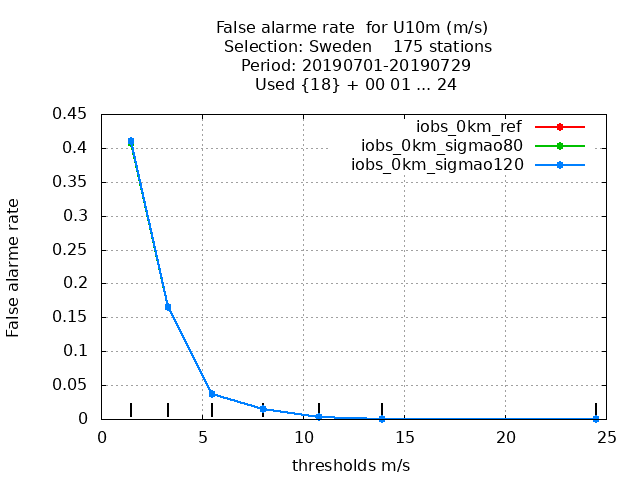 False alarme rate  for U10m (m/s)
Selection: Sweden    175 stations
Period: 20190701-20190729
Used {18} + 00 01 ... 24
iobs_0km_ref
iobs_0km_sigmao80
iobs_0km_sigmao120
False alarme rate
0.45
0.4
0.35
0.3
0.25
0.2
0.15
0.1
0.05
0
0 5 10 15 20 25
thresholds m/s